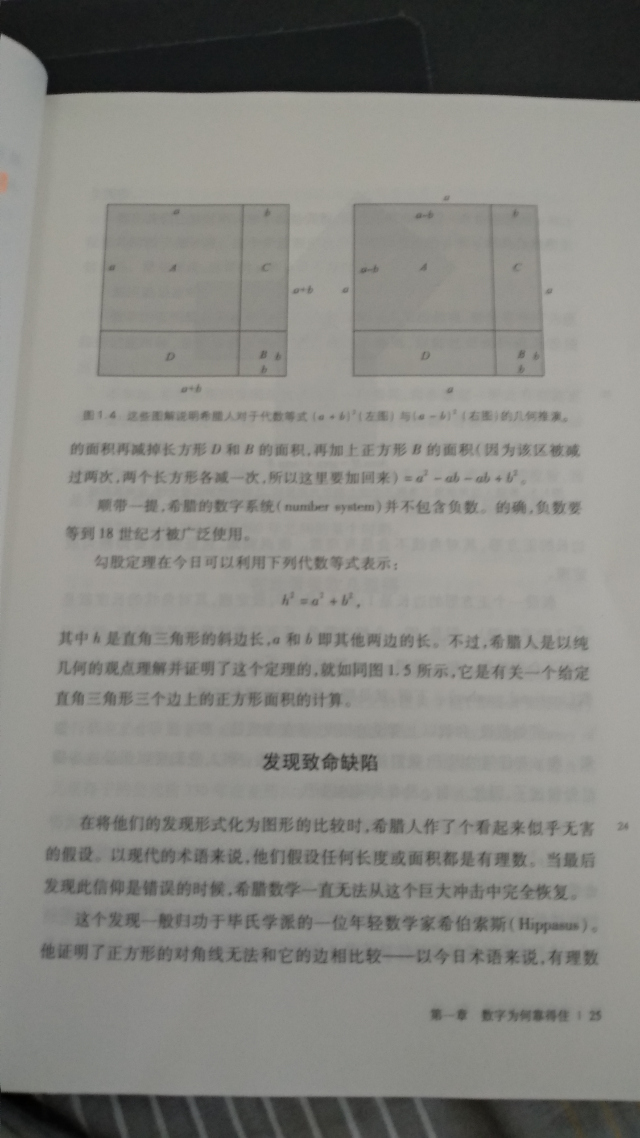 a b
a A C a+b
D B b
b
a+b
a
a-b b
a a-b A C a
D B b
b
a
图1.4 这些图解说明希腊人对于代数等式(a+b)²(左图)与(a-b)²(右图)的几何推演。
的面积再减掉长方形D和B的面积,再加上正方形B的面积(因为该区被减
过两次,两个长方形各减一次,所以这里要加回来)=a²-ab-ab+b²。
顺带一提,希腊的数字系统(number system)并不包含负数。的确,负数要
等到18世纪才被广泛使用。
勾股定理在今日可以利用下列代数等式表示:
h²=a²+b²,
其中h是直角三角形的斜边长,a和b即其他两边的长。不过,希腊人是以纯
几何的观点理解并证明了这个定理的,就如同图1.5所示,它是有关一个给定
直角三角形三个边上的正方形面积的计算。
发现致命缺陷
在将他们的发现形式化为图形的比较时,希腊人作了个看起来似乎无害
24
的假设。以现代的术语来说,他们假设任何长度或面积都是有理数。当最后
发现此信仰是错误的时候,希腊数学一直无法从这个巨大冲击中完全恢复。
这个发现一般归功于毕氏学派的一位年轻数学家希伯索斯(Hippasus)。
他证明了正方形的对角线无法和它的边相比较——以今日术语来说,有理数
第一章 数字为何靠得住 | 25